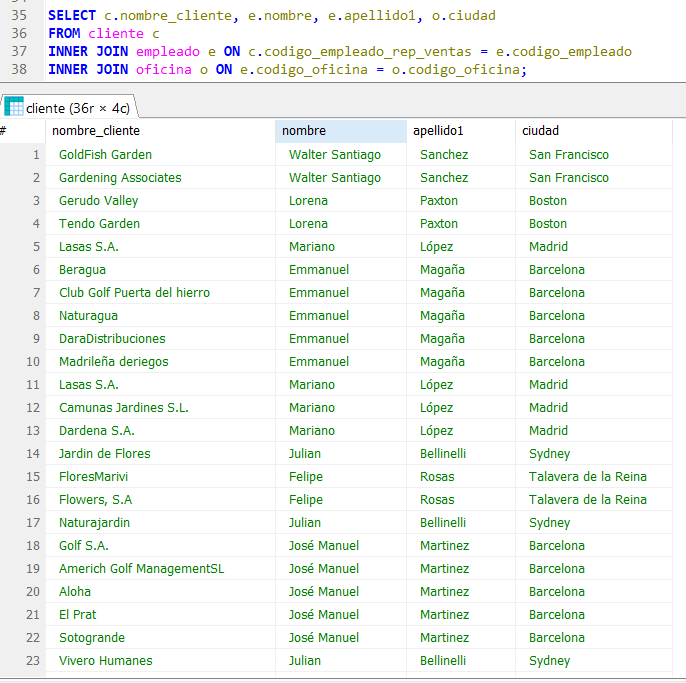 35 SELECT c.nombre_cliente, e.nombre, e.apellido1, o.ciudad
36 FROM cliente c
37 INNER JOIN empleado e ON c.codigo_empleado_rep_ventas = e.codigo_empleado
38 INNER JOIN oficina o ON e.codigo_oficina = o.codigo_oficina;
cliente (36r × 4c)
# nombre_cliente nombre apellido1 ciudad
1 GoldFish Garden Walter Santiago Sanchez San Francisco
2 Gardening Associates Walter Santiago Sanchez San Francisco
3 Gerudo Valley Lorena Paxton Boston
4 Tendo Garden Lorena Paxton Boston
5 Lasas S.A. Mariano López Madrid
6 Beragua Emmanuel Magaña Barcelona
7 Club Golf Puerta del hierro Emmanuel Magaña Barcelona
8 Naturagua Emmanuel Magaña Barcelona
9 DaraDistribuciones Emmanuel Magaña Barcelona
10 Madrileña deriegos Emmanuel Magaña Barcelona
11 Lasas S.A. Mariano López Madrid
12 Camunas Jardines S.L. Mariano López Madrid
13 Dardena S.A. Mariano López Madrid
14 Jardin de Flores Julian Bellinelli Sydney
15 FloresMarivi Felipe Rosas Talavera de la Reina
16 Flowers, S.A Felipe Rosas Talavera de la Reina
17 Naturajardin Julian Bellinelli Sydney
18 Golf S.A. José Manuel Martinez Barcelona
19 Americh Golf ManagementSL José Manuel Martinez Barcelona
20 Aloha José Manuel Martinez Barcelona
21 El Prat José Manuel Martinez Barcelona
22 Sotogrande José Manuel Martinez Barcelona
23 Vivero Humanes Julian Bellinelli Sydney